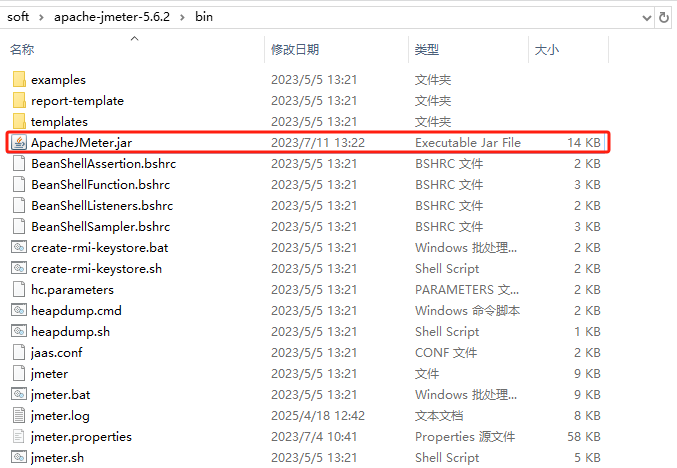 soft > apache-jmeter-5.6.2 > bin
名称 修改日期 类型 大小
examples 2023/5/5 13:21 文件夹
report-template 2023/5/5 13:21 文件夹
templates 2023/5/5 13:21 文件夹
ApacheJMeter.jar 2023/7/11 13:22 Executable Jar File 14 KB
BeanShellAssertion.bshrc 2023/5/5 13:21 BSHRC 文件 2 KB
BeanShellFunction.bshrc 2023/5/5 13:21 BSHRC 文件 3 KB
BeanShellListeners.bshrc 2023/5/5 13:21 BSHRC 文件 2 KB
BeanShellSampler.bshrc 2023/5/5 13:21 BSHRC 文件 3 KB
create-rmi-keystore.bat 2023/5/5 13:21 Windows 批处理... 2 KB
create-rmi-keystore.sh 2023/5/5 13:21 Shell Script 2 KB
hc.parameters 2023/5/5 13:21 PARAMETERS 文... 2 KB
heapdump.cmd 2023/5/5 13:21 Windows 命令脚本 2 KB
heapdump.sh 2023/5/5 13:21 Shell Script 1 KB
jaas.conf 2023/5/5 13:21 CONF 文件 2 KB
jmeter 2023/5/5 13:21 文件 9 KB
jmeter.bat 2023/5/5 13:21 Windows 批处理... 9 KB
jmeter.log 2025/4/18 12:42 文本文档 8 KB
jmeter.properties 2023/7/4 10:41 Properties 源文件 58 KB
jmeter.sh 2023/5/5 13:21 Shell Script 5 KB